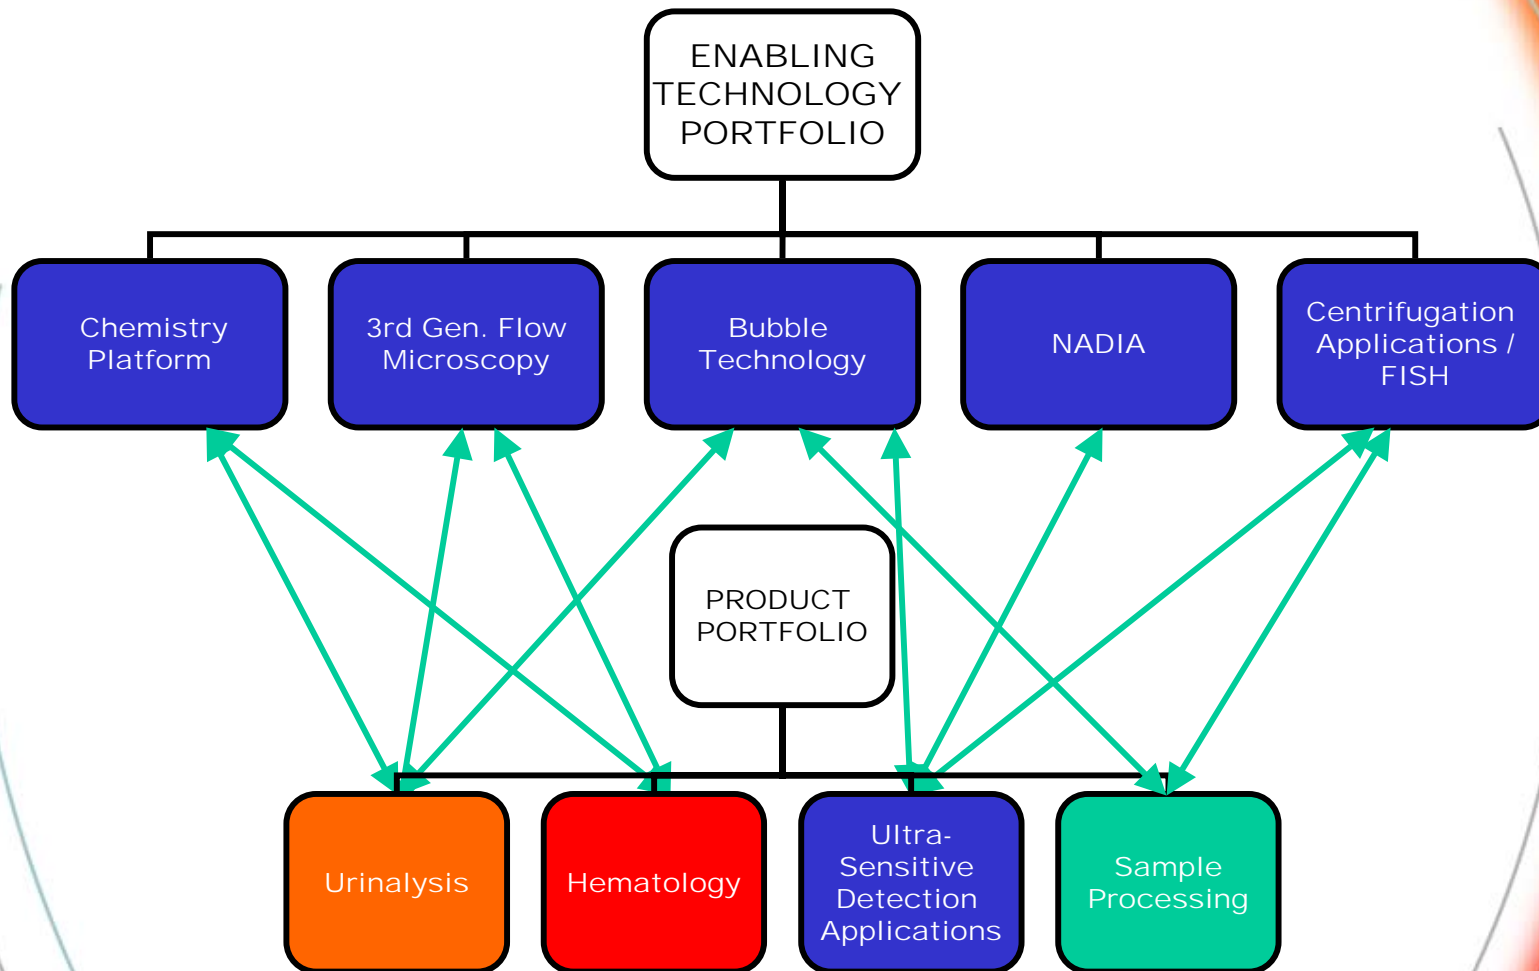 ENABLING
TECHNOLOGY
PORTFOLIO
Chemistry
Platform
3rd Gen. Flow
Microscopy
Bubble
Technology
NADIA
Centrifugation
Applications /
FISH
PRODUCT
PORTFOLIO
Urinalysis
Hematology
Ultra-
Sensitive
Detection
Applications
Sample
Processing